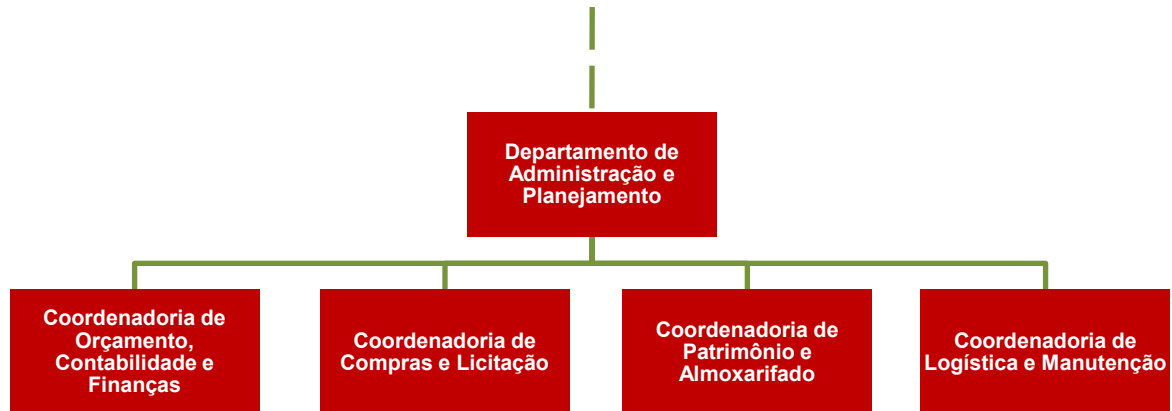 Departamento de
Administração e
Planejamento
Coordenadoria de
Orçamento,
Contabilidade e
Finanças
Coordenadoria de
Compras e Licitação
Coordenadoria de
Patrimônio e
Almoxarifado
Coordenadoria de
Logística e Manutenção